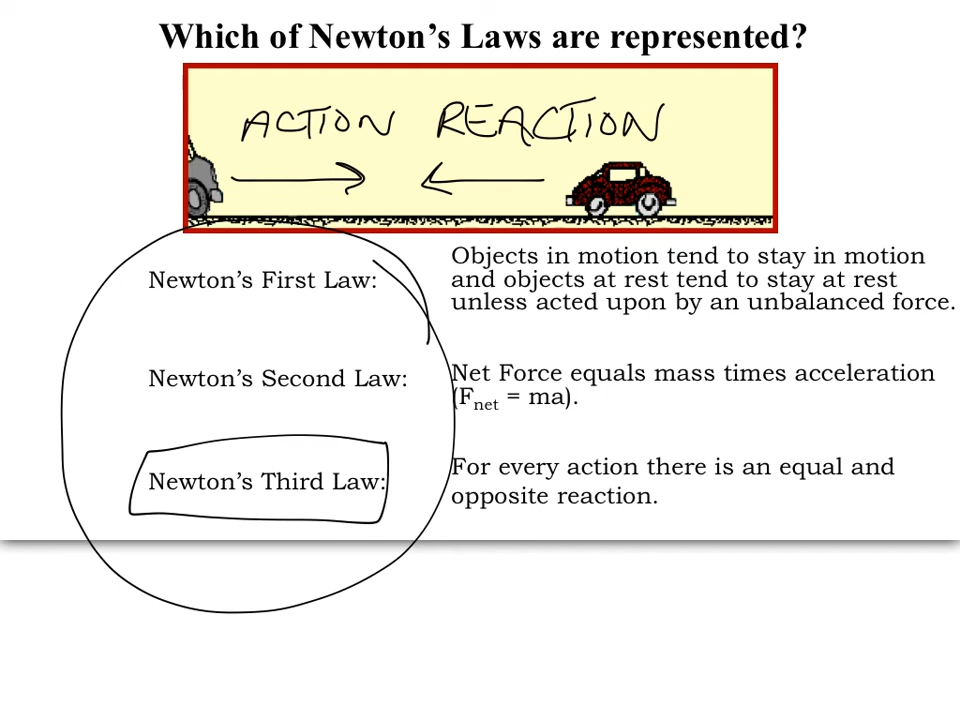 Which of Newton's Laws are represented?
ACTION REACTION
Newton's First Law:
Objects in motion tend to stay in motion
and objects at rest tend to stay at rest
unless acted upon by an unbalanced force.
Newton's Second Law:
Net Force equals mass times acceleration
(Fnet = ma).
Newton's Third Law:
For every action there is an equal and
opposite reaction.